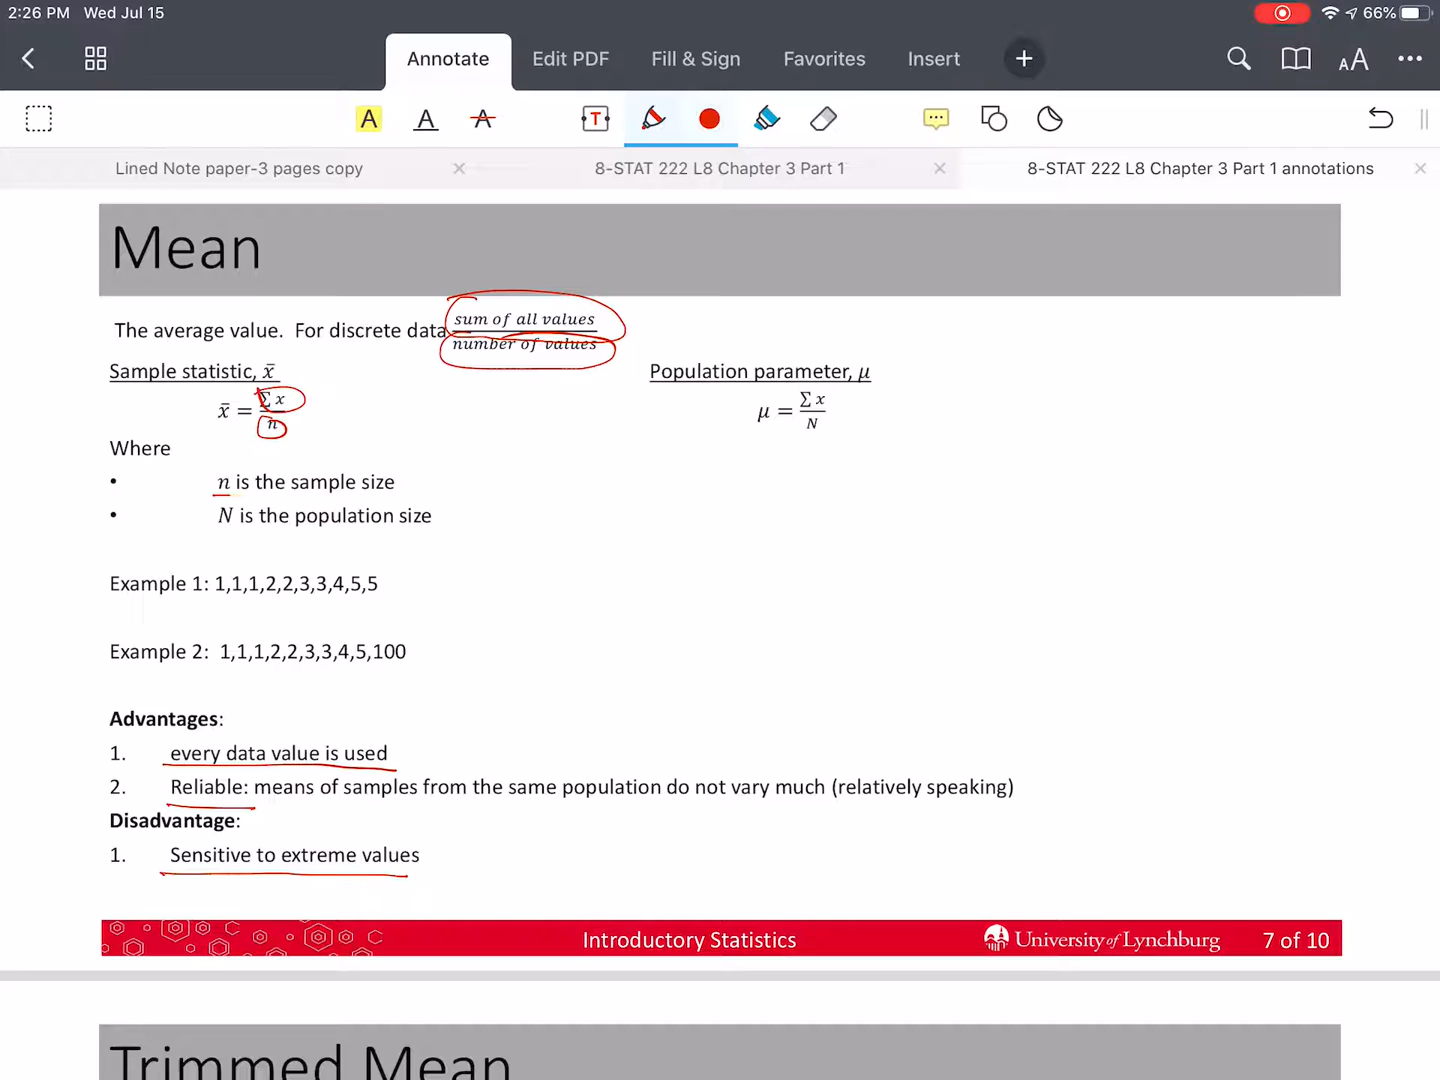 2:26 PM Wed Jul 15 66%
Annotate Edit PDF Fill & Sign Favorites Insert AA
A A A T
Lined Note paper-3 pages copy 8-STAT 222 L8 Chapter 3 Part 1 8-STAT 222 L8 Chapter 3 Part 1 annotations
Mean
The average value. For discrete data sum of all values / number of values
Sample statistic, x̄ Population parameter, μ
x̄ = ∑ x / n μ = ∑ x / N
Where
• n is the sample size
• N is the population size
Example 1: 1,1,1,2,2,3,3,4,5,5
Example 2: 1,1,1,2,2,3,3,4,5,100
Advantages:
1. every data value is used
2. Reliable: means of samples from the same population do not vary much (relatively speaking)
Disadvantage:
1. Sensitive to extreme values
Introductory Statistics University of Lynchburg 7 of 10
Trimmed Mean